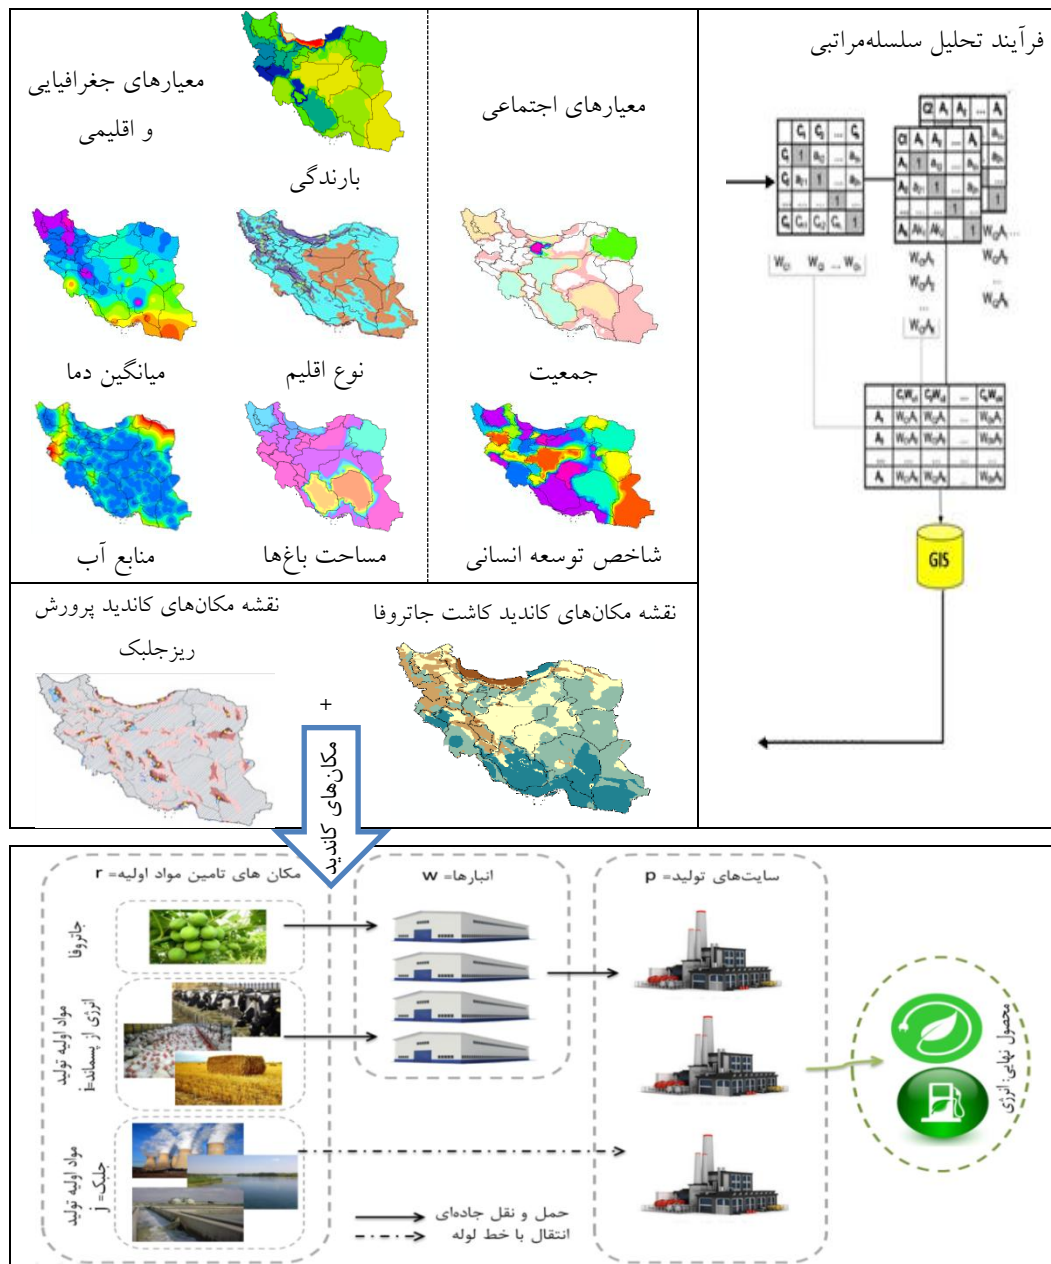 فرآیند تحلیل سلسله‌مراتبی
معیارهای جغرافیایی
و اقلیمی
بارندگی
معیارهای اجتماعی
میانگین دما
نوع اقلیم
جمعیت
منابع آب
مساحت باغ‌ها
شاخص توسعه انسانی
GIS
نقشه مکان‌های کاندید کاشت جاتروفا
نقشه مکان‌های کاندید پرورش
ریزجلبک
+
مکان‌های کاندید
مکان های تامین مواد اولیه= r
انبارها= w
سایت‌های تولید= p
جاتروفا
مواد اولیه تولید
انرژی از پسماند=i
مواد اولیه تولید
جلبک= j
محصول نهایی: انرژی
حمل و نقل جاده‌ای
انتقال با خط لوله